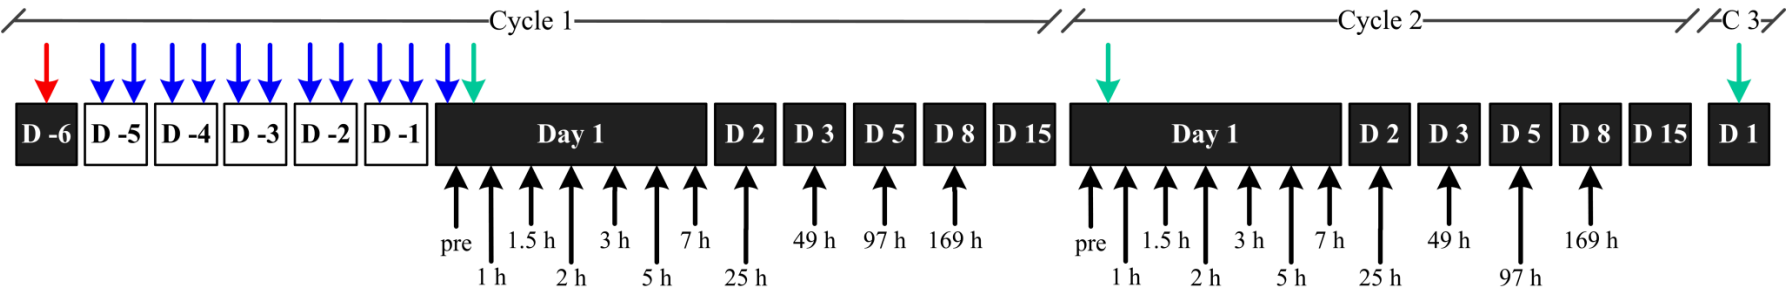 Cycle 1 Cycle 2 C 3
D -6 D -5 D -4 D -3 D -2 D -1 Day 1 D 2 D 3 D 5 D 8 D 15 Day 1 D 2 D 3 D 5 D 8 D 15 D 1
pre 1.5 h 3 h 7 h 49 h 97 h 169 h pre 1.5 h 3 h 7 h 49 h 169 h
1 h 2 h 5 h 25 h 1 h 2 h 5 h 25 h 97 h